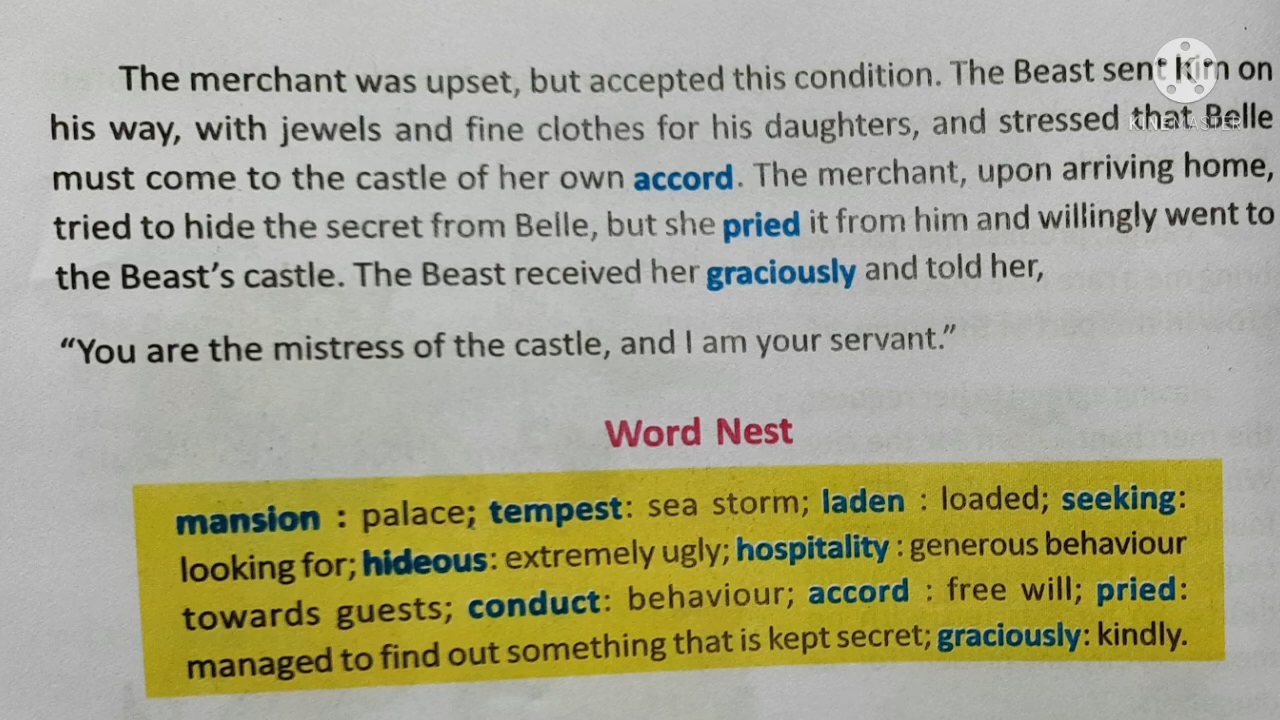 The merchant was upset, but accepted this condition. The Beast sent him on
his way, with jewels and fine clothes for his daughters, and stressed that Belle
must come to the castle of her own accord. The merchant, upon arriving home,
tried to hide the secret from Belle, but she pried it from him and willingly went to
the Beast's castle. The Beast received her graciously and told her,
“You are the mistress of the castle, and I am your servant.”
Word Nest
mansion : palace; tempest: sea storm; laden : loaded; seeking:
looking for; hideous: extremely ugly; hospitality : generous behaviour
towards guests; conduct: behaviour; accord : free will; pried:
managed to find out something that is kept secret; graciously: kindly.
KINEMASTER